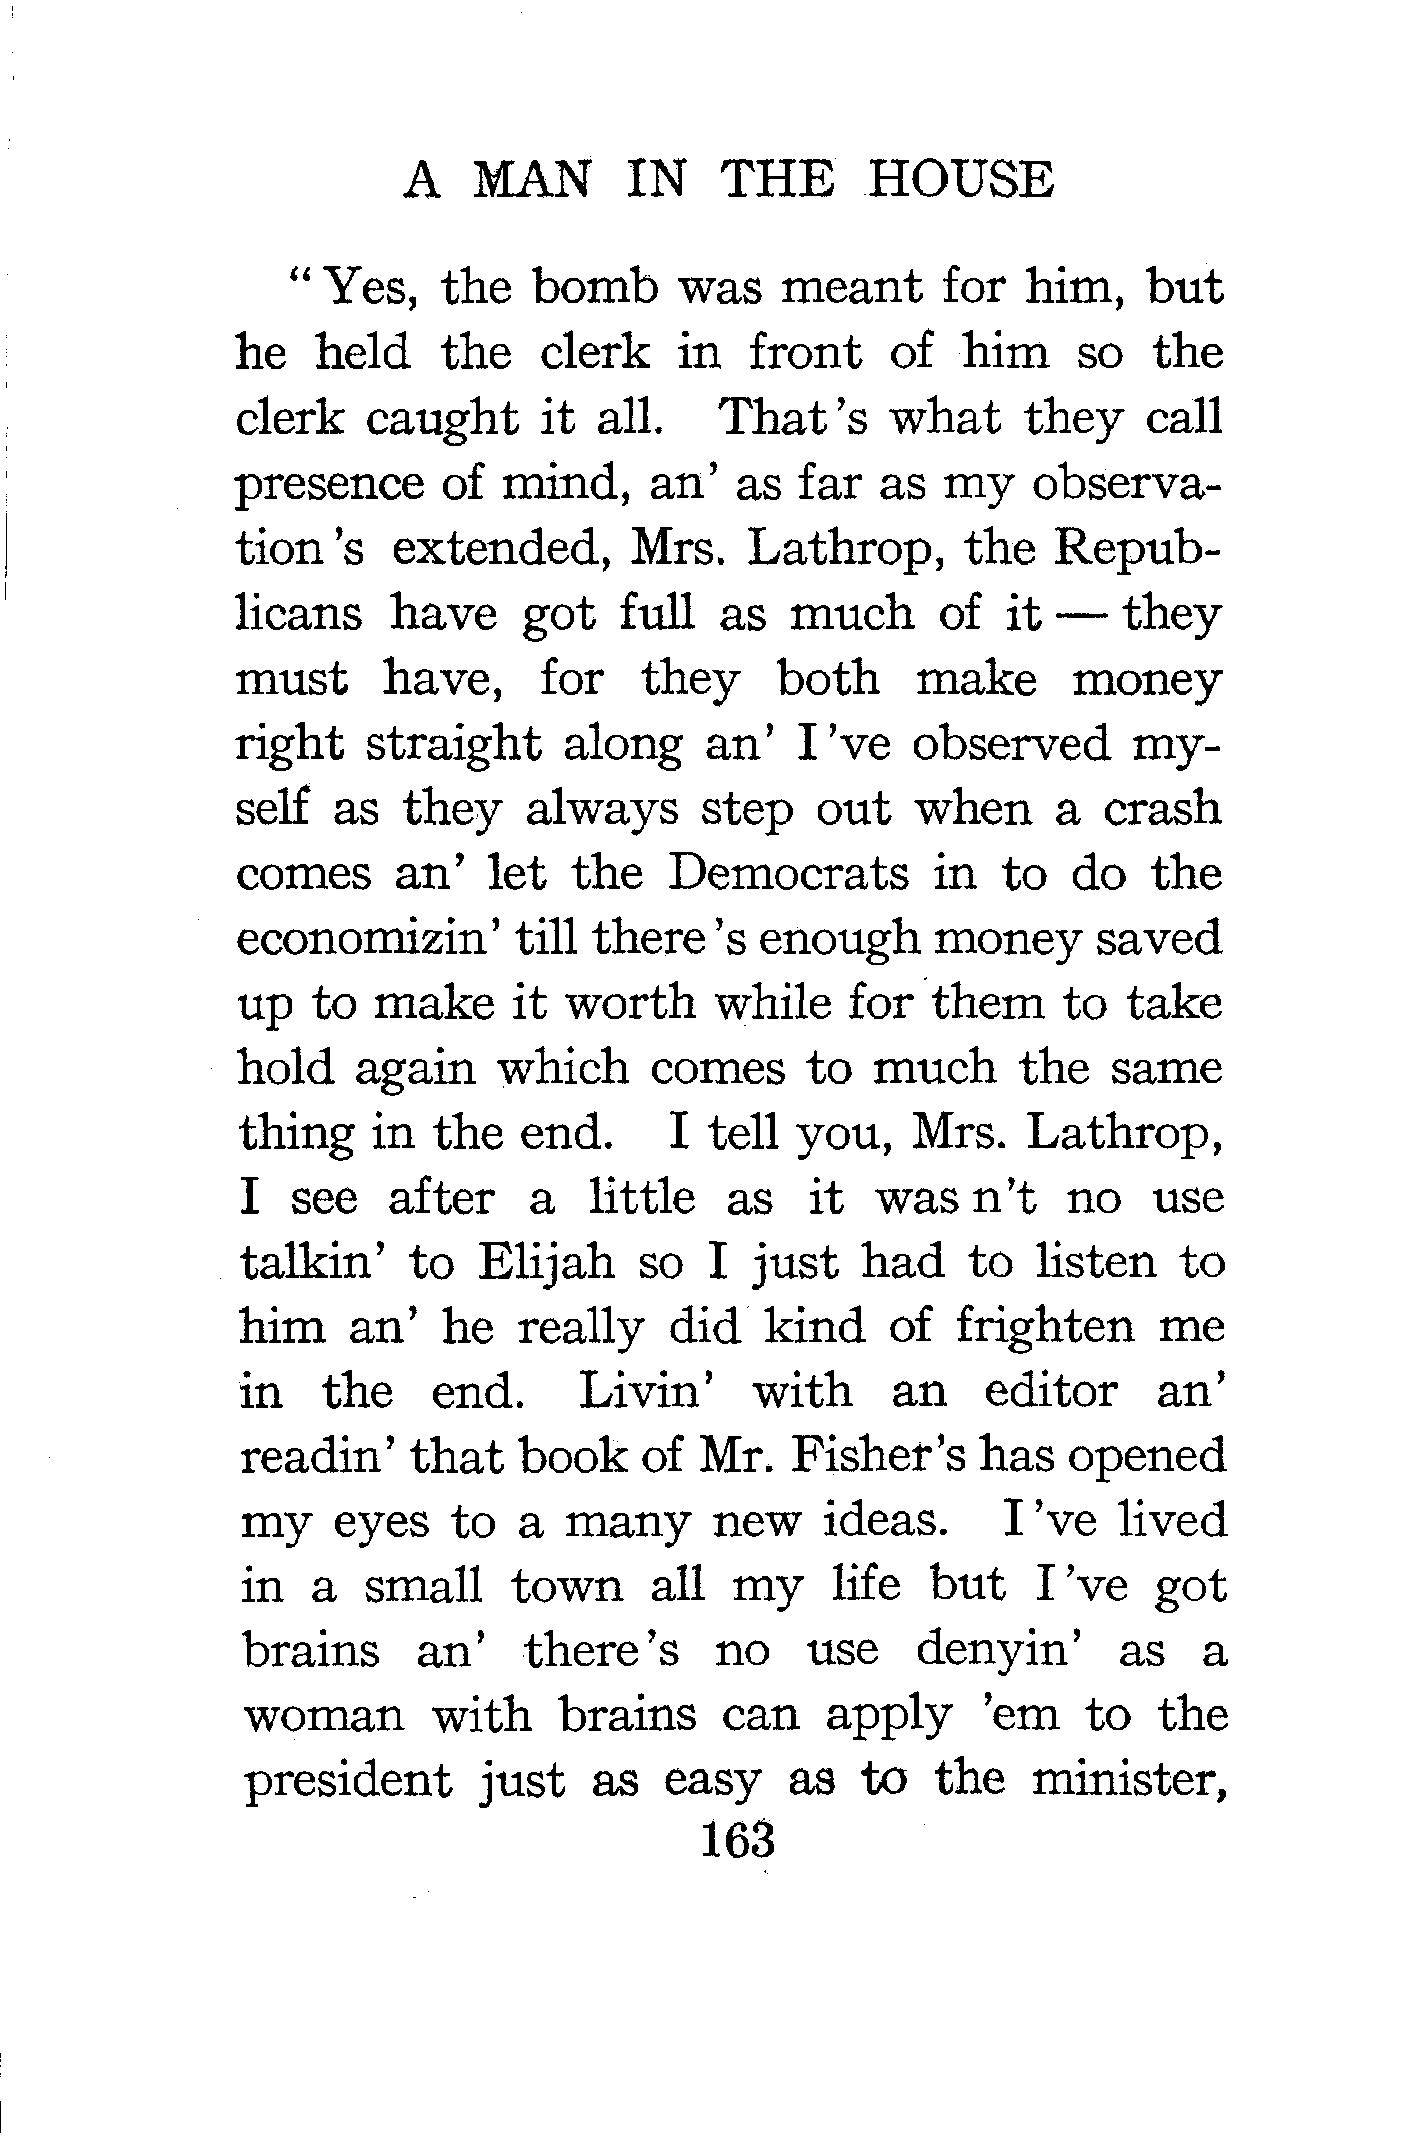 A MAN IN THE HOUSE
“Yes, the bomb was meant for him, but
he held the clerk in front of him so the
clerk caught it all. That 's what they call
presence of mind, an' as far as my observa-
tion 's extended, Mrs. Lathrop, the Repub-
licans have got full as much of it — they
must have, for they both make money
right straight along an' I 've observed my-
self as they always step out when a crash
comes an' let the Democrats in to do the
economizin' till there 's enough money saved
up to make it worth while for them to take
hold again which comes to much the same
thing in the end. I tell you, Mrs. Lathrop,
I see after a little as it was n't no use
talkin' to Elijah so I just had to listen to
him an' he really did kind of frighten me
in the end. Livin' with an editor an'
readin' that book of Mr. Fisher's has opened
my eyes to a many new ideas. I 've lived
in a small town all my life but I 've got
brains an' there 's no use denyin' as a
woman with brains can apply 'em to the
president just as easy as to the minister,
163